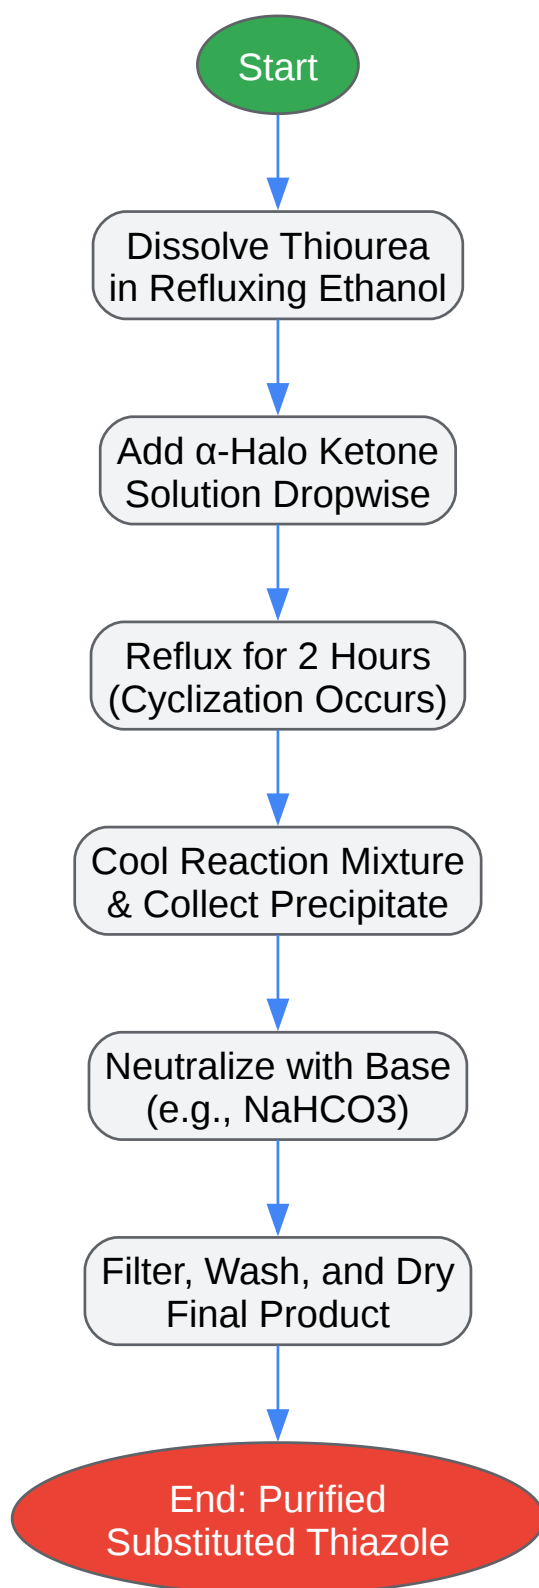 Start
Dissolve Thiourea
in Refluxing Ethanol
Add α-Halo Ketone
Solution Dropwise
Reflux for 2 Hours
(Cyclization Occurs)
Cool Reaction Mixture
& Collect Precipitate
Neutralize with Base
(e.g., NaHCO3)
Filter, Wash, and Dry
Final Product
End: Purified
Substituted Thiazole